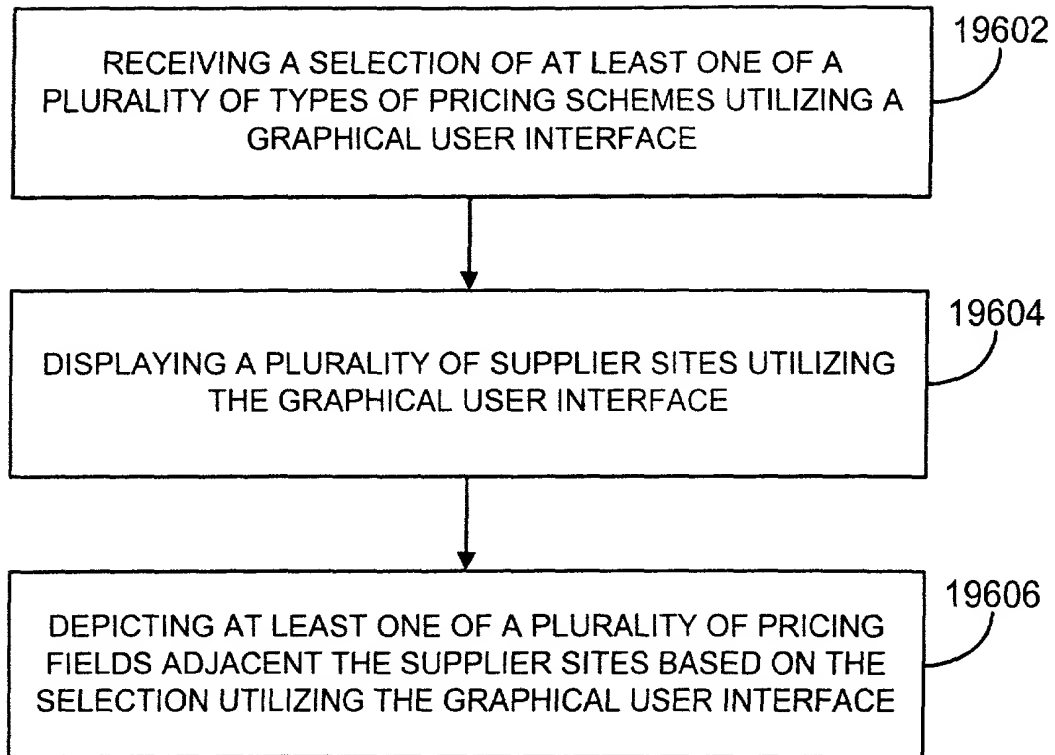 19602
RECEIVING A SELECTION OF AT LEAST ONE OF A
PLURALITY OF TYPES OF PRICING SCHEMES UTILIZING A
GRAPHICAL USER INTERFACE
19604
DISPLAYING A PLURALITY OF SUPPLIER SITES UTILIZING
THE GRAPHICAL USER INTERFACE
19606
DEPICTING AT LEAST ONE OF A PLURALITY OF PRICING
FIELDS ADJACENT THE SUPPLIER SITES BASED ON THE
SELECTION UTILIZING THE GRAPHICAL USER INTERFACE